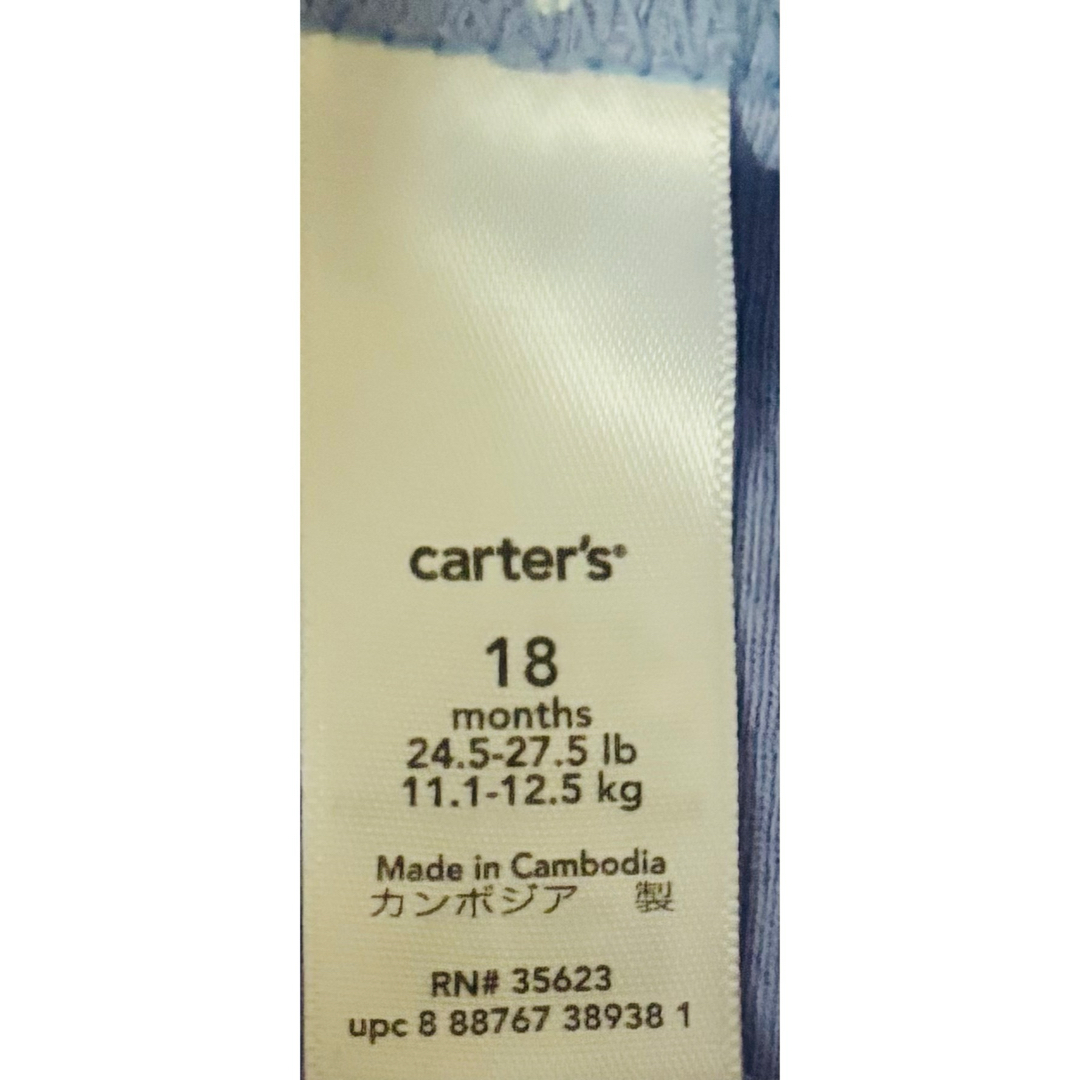 carter's®
18
months
24.5-27.5 lb
11.1-12.5 kg
Made in Cambodia
カンボジア 製
RN# 35623
upc 8 88767 38938 1